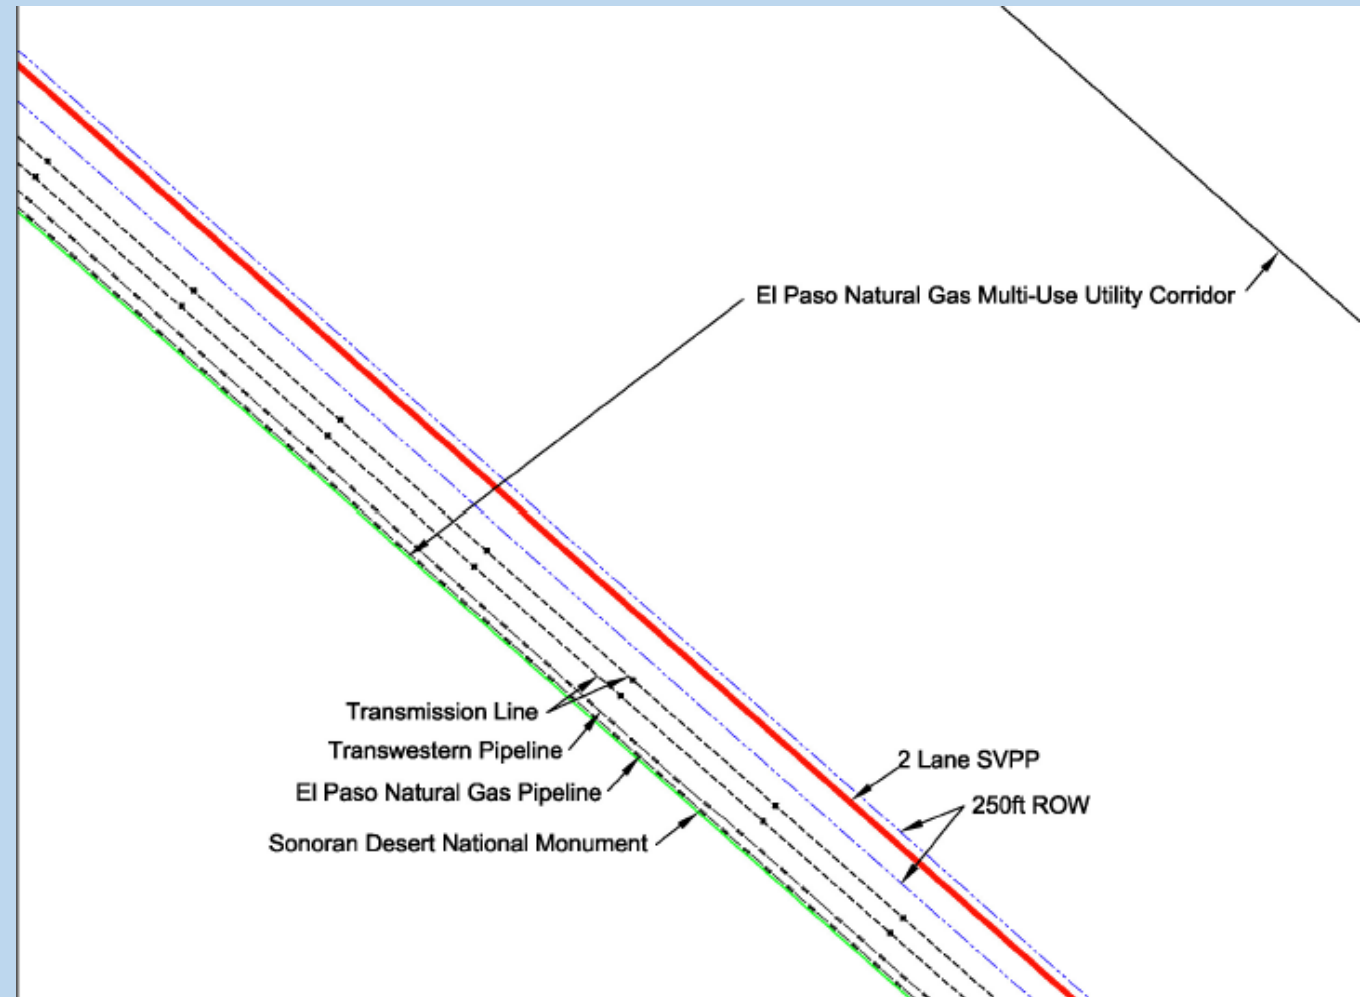 El Paso Natural Gas Multi-Use Utility Corridor
Transmission Line
Transwestern Pipeline
El Paso Natural Gas Pipeline
Sonoran Desert National Monument
2 Lane SVPP
250ft ROW